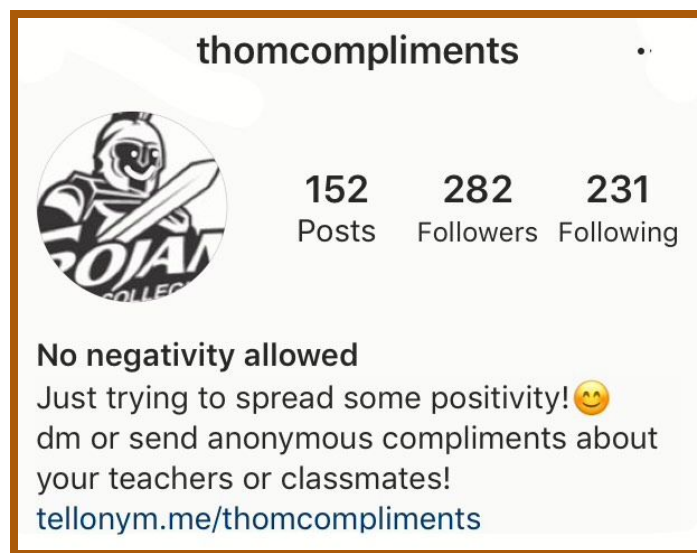 thomcompliments
152 282 231
Posts Followers Following
No negativity allowed
Just trying to spread some positivity!😊
dm or send anonymous compliments about
your teachers or classmates!
tellonym.me/thomcompliments